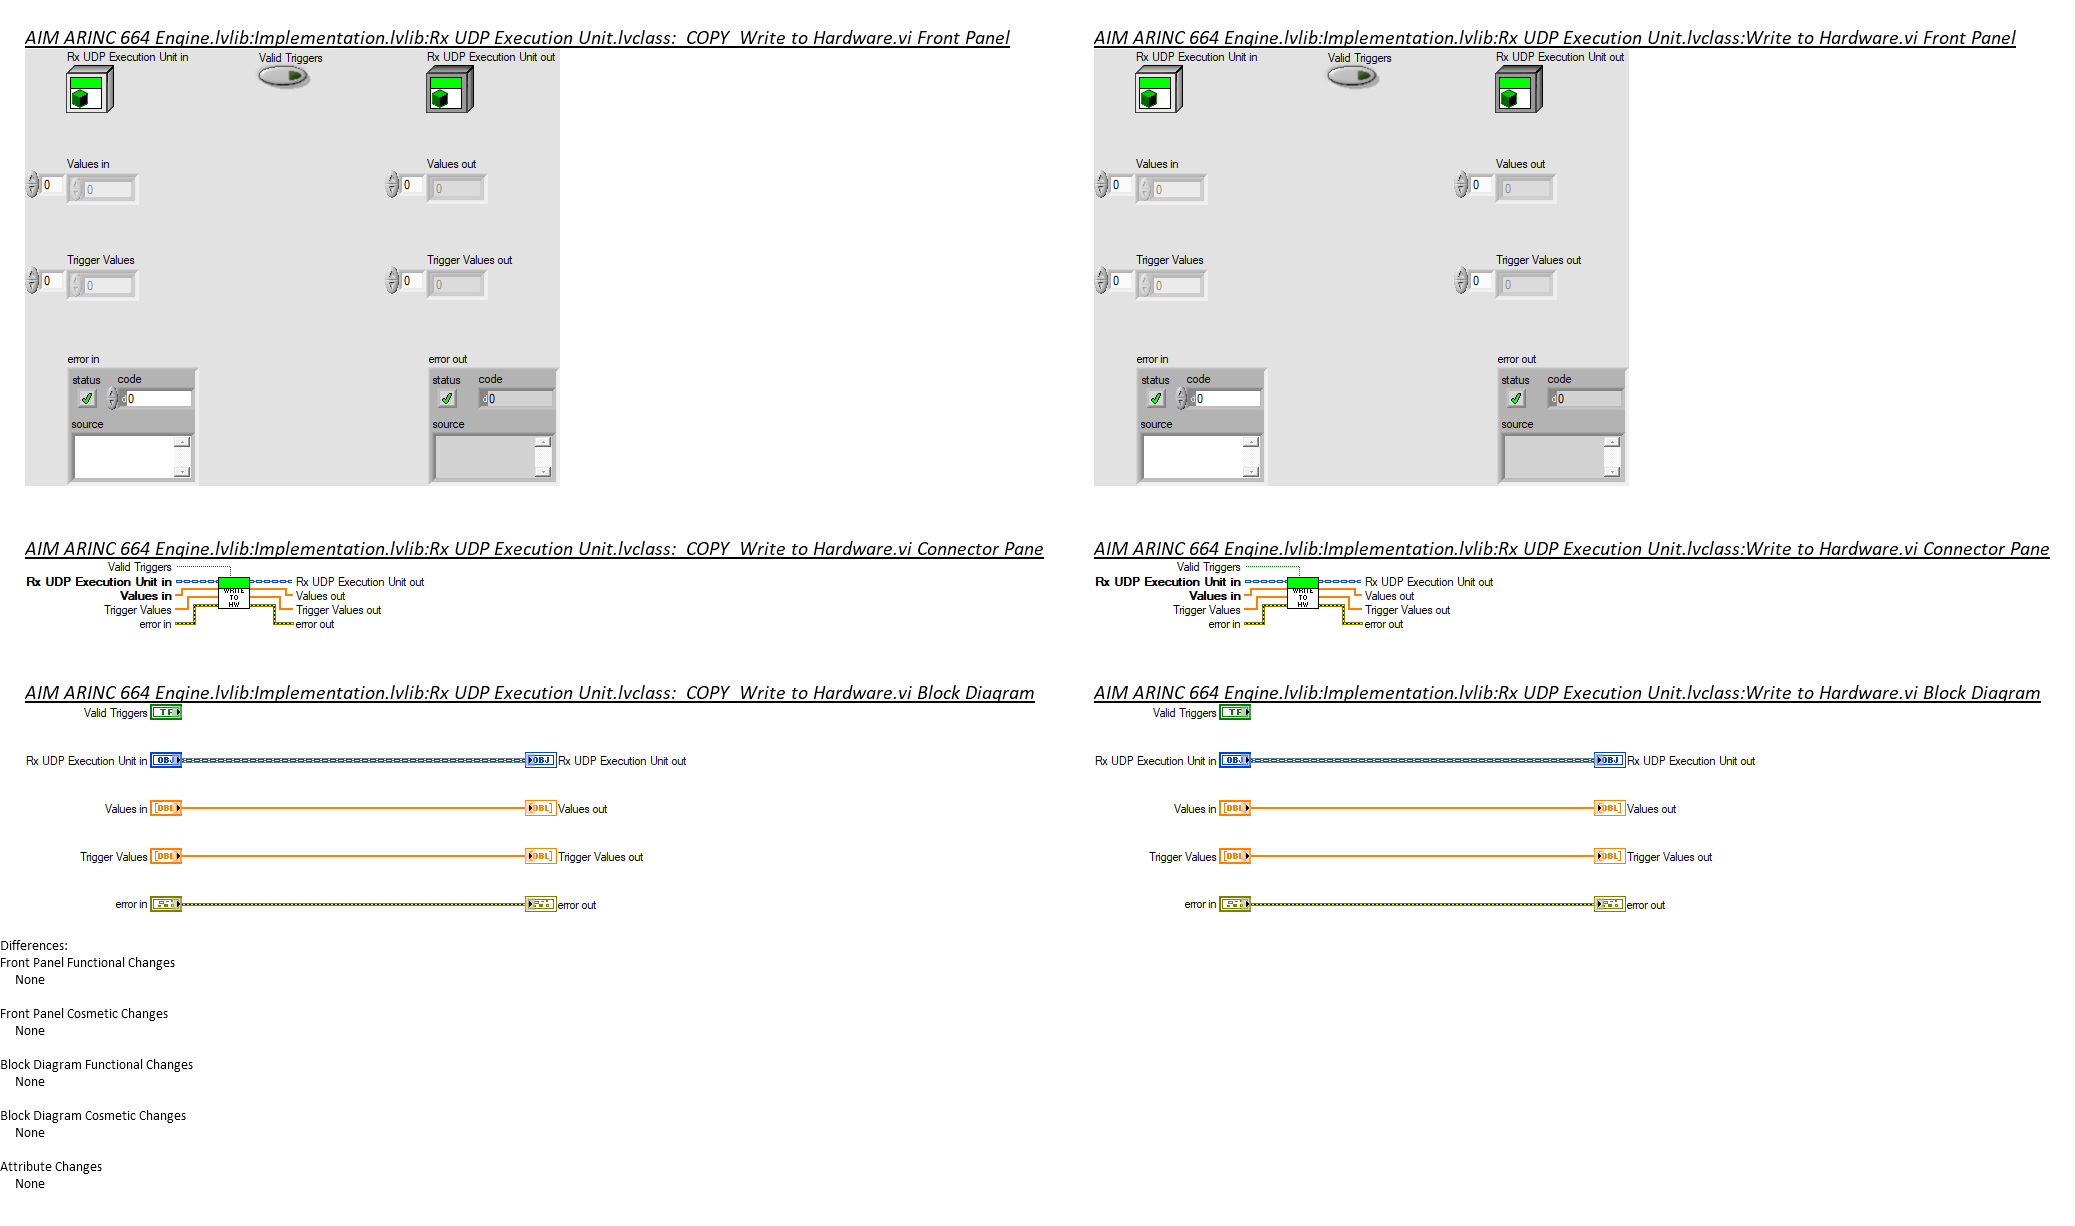 AIM ARINC 664 Engine.lvlib:Implementation.lvlib:Rx UDP Execution Unit.lvclass:  COPY  Write to Hardware.vi Front Panel
Rx UDP Execution Unit in
Valid Triggers
Rx UDP Execution Unit out
Values in
Values out
0
0
0
0
Trigger Values
Trigger Values out
0
0
0
0
error in
error out
status
code
status
code
d0
d0
source
source
AIM ARINC 664 Engine.lvlib:Implementation.lvlib:Rx UDP Execution Unit.lvclass:Write to Hardware.vi Front Panel
Rx UDP Execution Unit in
Valid Triggers
Rx UDP Execution Unit out
Values in
Values out
0
0
0
0
Trigger Values
Trigger Values out
0
0
0
0
error in
error out
status
code
status
code
d0
d0
source
source
AIM ARINC 664 Engine.lvlib:Implementation.lvlib:Rx UDP Execution Unit.lvclass:  COPY  Write to Hardware.vi Connector Pane
Valid Triggers
Rx UDP Execution Unit in
Rx UDP Execution Unit out
Values in
WRITE
TO
HW
Values out
Trigger Values
Trigger Values out
error in
error out
AIM ARINC 664 Engine.lvlib:Implementation.lvlib:Rx UDP Execution Unit.lvclass:Write to Hardware.vi Connector Pane
Valid Triggers
Rx UDP Execution Unit in
Rx UDP Execution Unit out
Values in
WRITE
TO
HW
Values out
Trigger Values
Trigger Values out
error in
error out
AIM ARINC 664 Engine.lvlib:Implementation.lvlib:Rx UDP Execution Unit.lvclass:  COPY  Write to Hardware.vi Block Diagram
Valid Triggers
TF
Rx UDP Execution Unit in
OBJ
OBJ
Rx UDP Execution Unit out
Values in
[DBL]
[DBL]
Values out
Trigger Values
[DBL]
[DBL]
Trigger Values out
error in
error out
AIM ARINC 664 Engine.lvlib:Implementation.lvlib:Rx UDP Execution Unit.lvclass:Write to Hardware.vi Block Diagram
Valid Triggers
TF
Rx UDP Execution Unit in
OBJ
OBJ
Rx UDP Execution Unit out
Values in
[DBL]
[DBL]
Values out
Trigger Values
[DBL]
[DBL]
Trigger Values out
error in
error out
Differences:
Front Panel Functional Changes
None
Front Panel Cosmetic Changes
None
Block Diagram Functional Changes
None
Block Diagram Cosmetic Changes
None
Attribute Changes
None